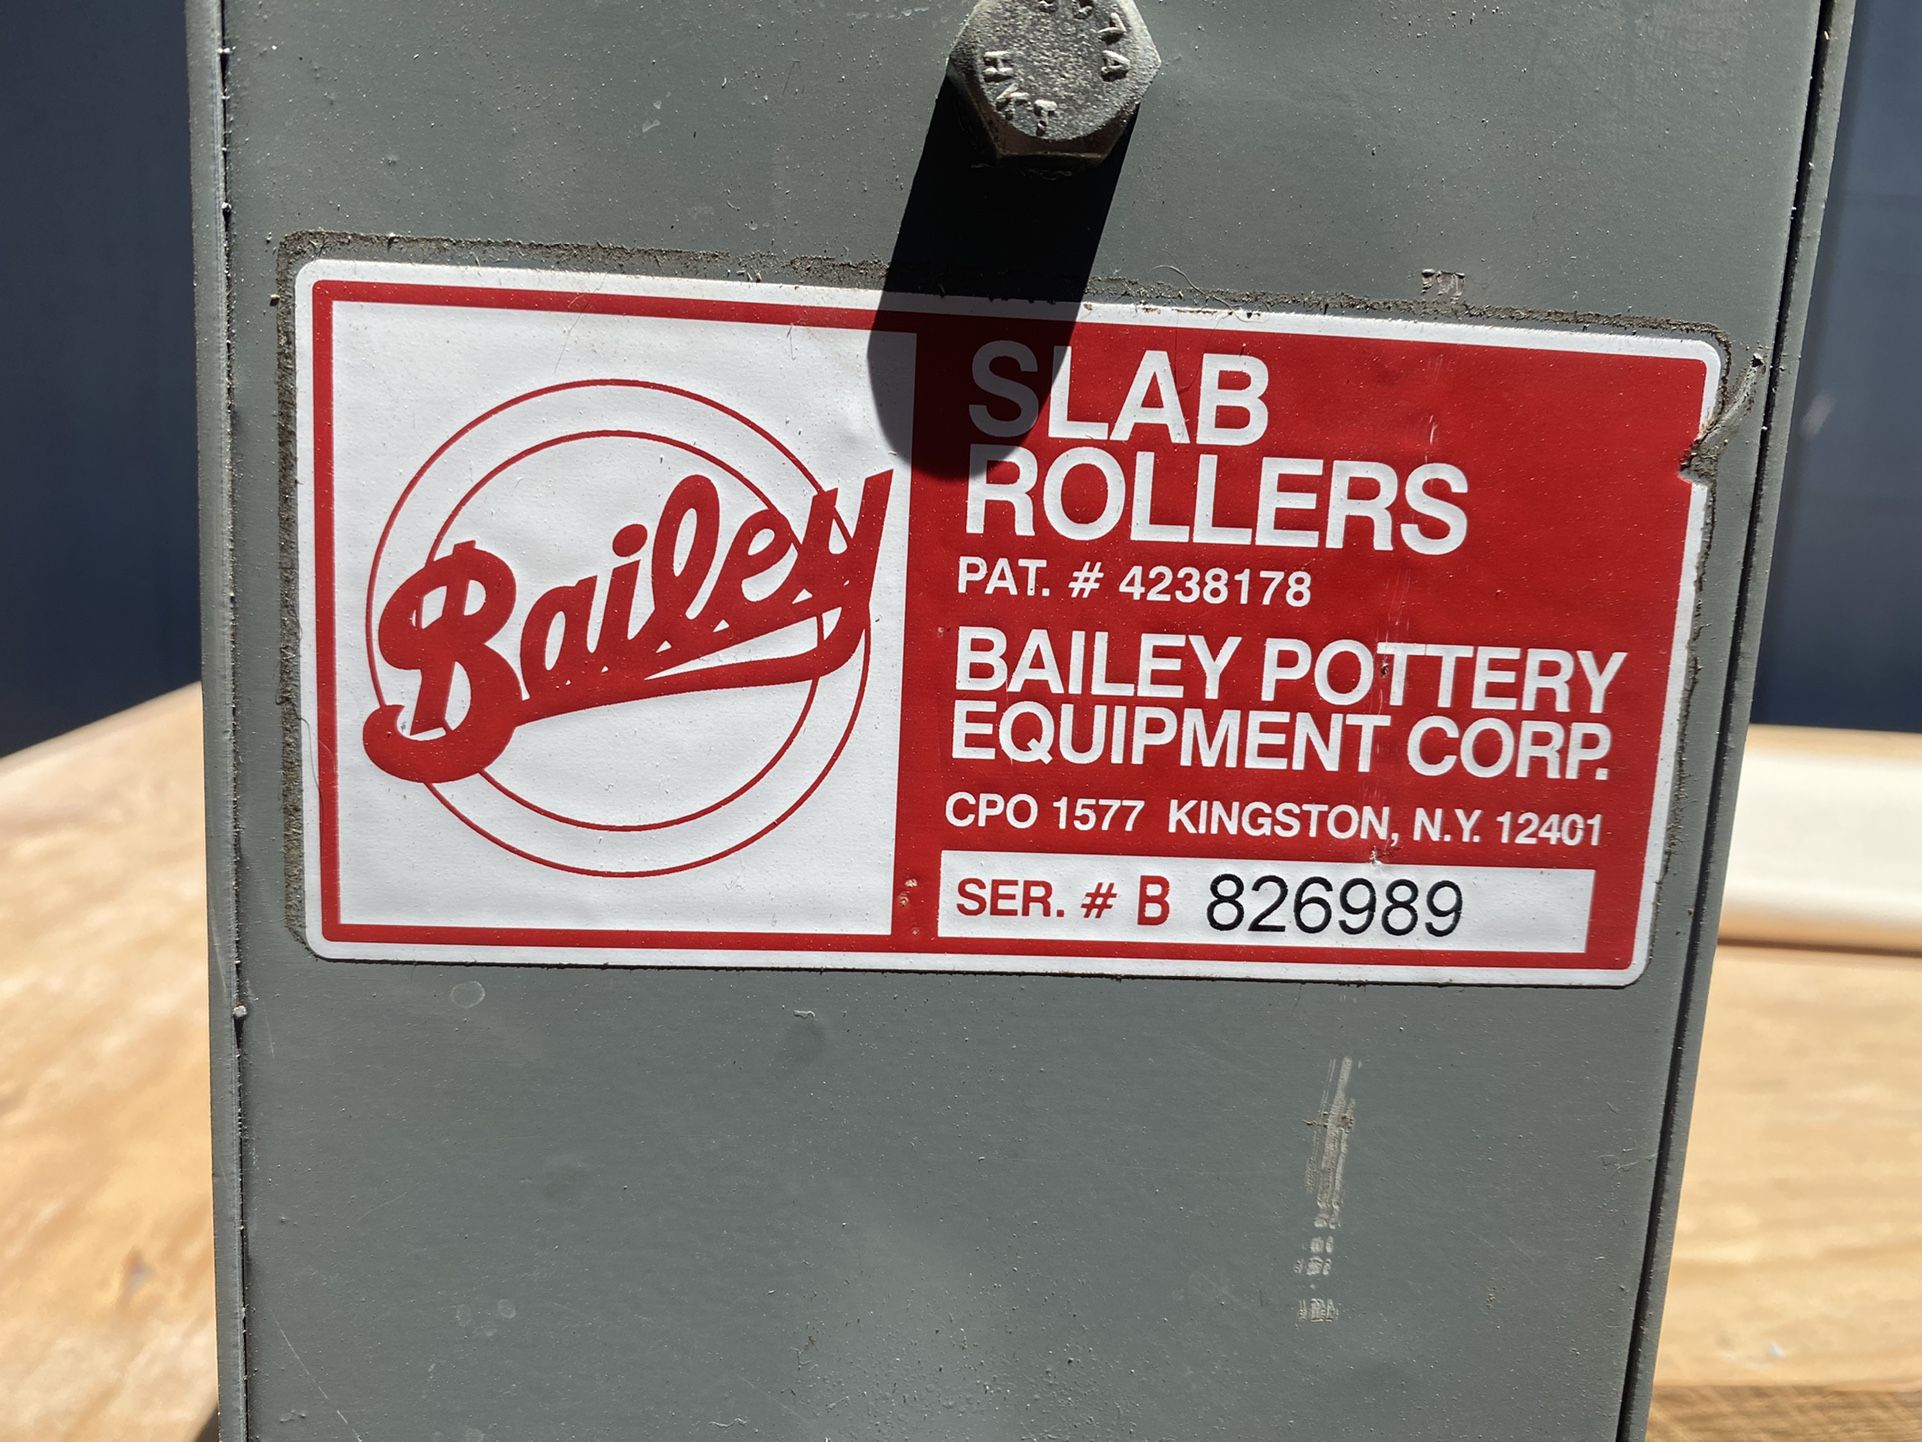 Bailey
SLAB
ROLLERS
PAT. # 4238178
BAILEY POTTERY
EQUIPMENT CORP.
CPO 1577 KINGSTON, N.Y. 12401
SER. # B 826989